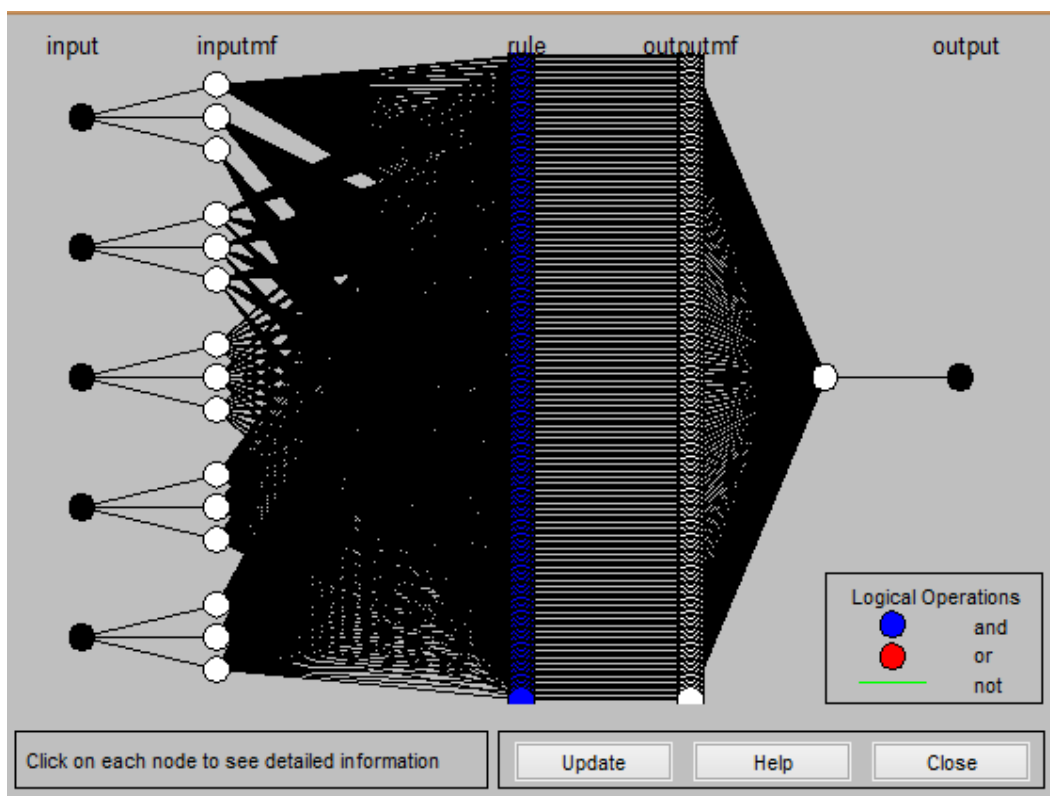 input inputmf rule outputmf output
Logical Operations
and
or
not
Click on each node to see detailed information
Update Help Close